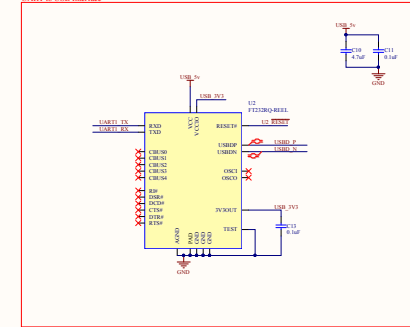 USB_5v
C10
4.7uF
C11
0.1uF
GND
USB_5v
USB_3V3
U2
FT232RQ-REEL
VCC
VCCIO
UART1_TX
RXD
RESET#
U2_RESET
UART1_RX
TXD
USBDP
USBD_P
USBDN
USBD_N
CBUS0
CBUS1
CBUS2
CBUS3
CBUS4
OSCI
OSCO
RI#
DSR#
DCD#
CTS#
DTR#
RTS#
3V3OUT
USB_3V3
C13
0.1uF
TEST
AGND
PAD
GND
GND
GND
GND